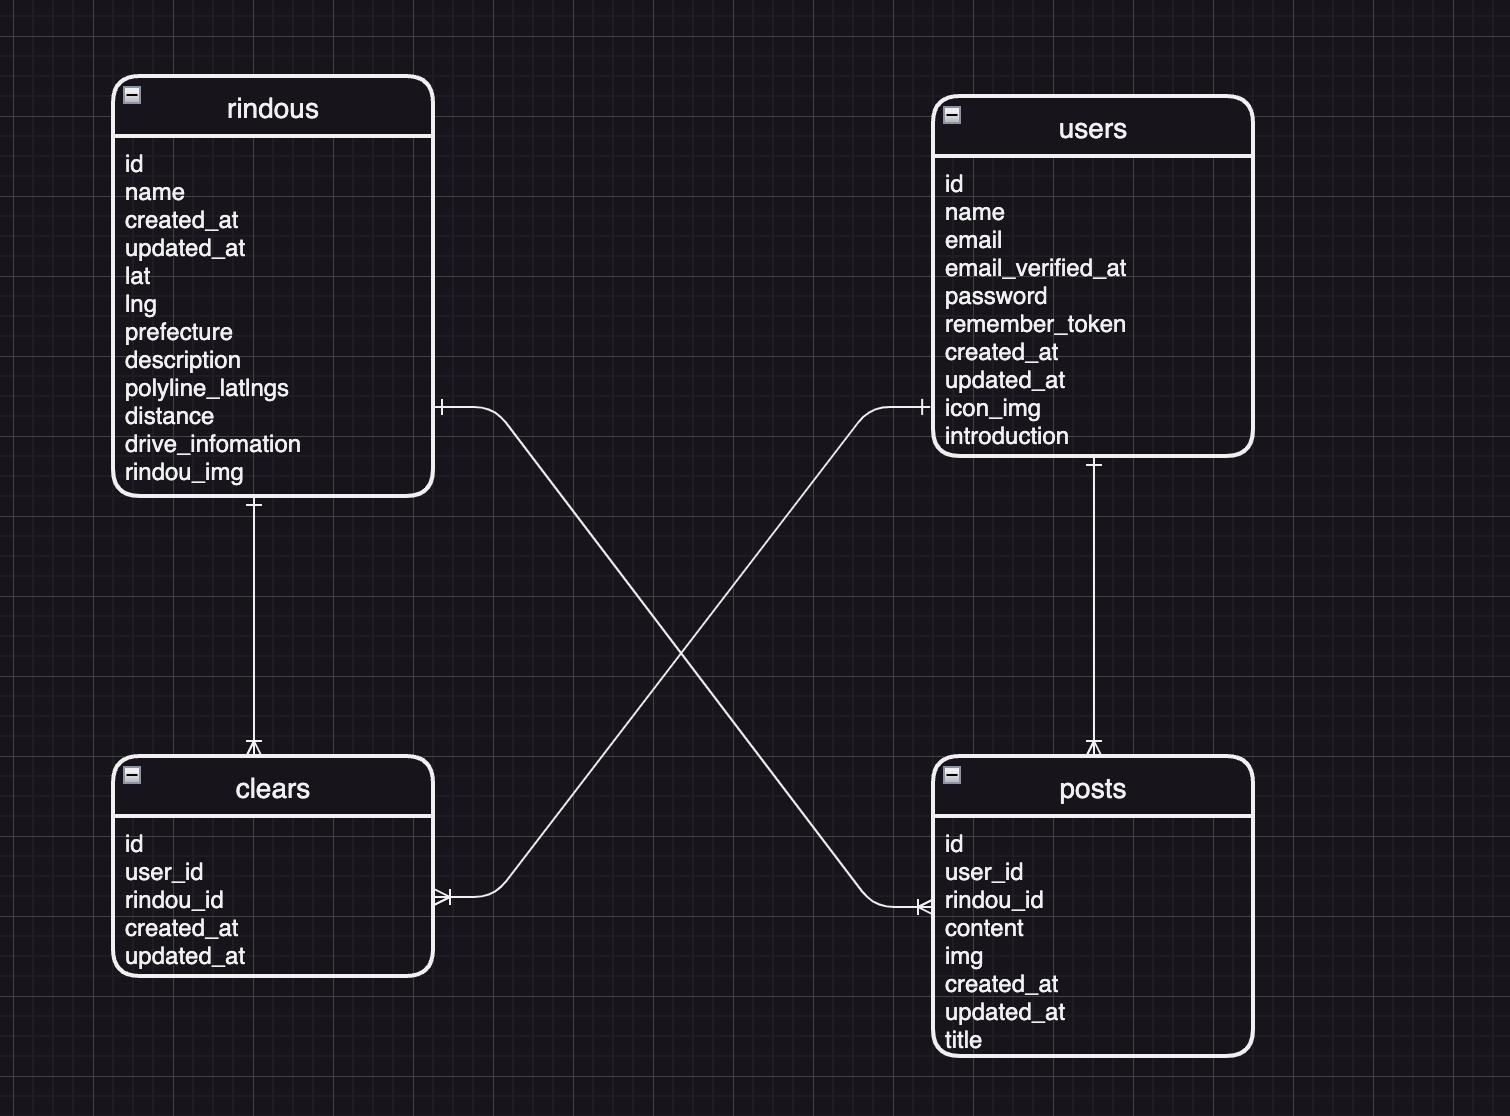 rindous
id
name
created_at
updated_at
lat
lng
prefecture
description
polyline_latlngs
distance
drive_infomation
rindou_img
users
id
name
email
email_verified_at
password
remember_token
created_at
updated_at
icon_img
introduction
clears
id
user_id
rindou_id
created_at
updated_at
posts
id
user_id
rindou_id
content
img
created_at
updated_at
title